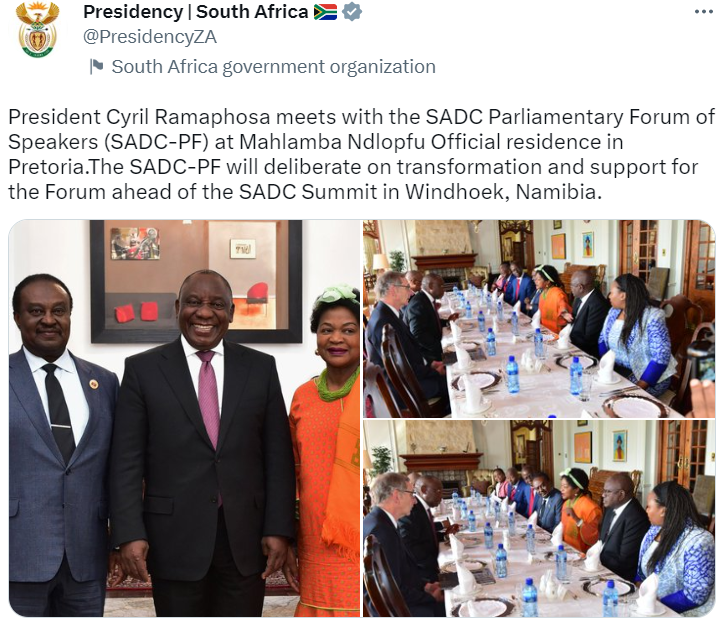 Presidency | South Africa
@PresidencyZA
South Africa government organization
President Cyril Ramaphosa meets with the SADC Parliamentary Forum of
Speakers (SADC-PF) at Mahlamba Ndlopfu Official residence in
Pretoria.The SADC-PF will deliberate on transformation and support for
the Forum ahead of the SADC Summit in Windhoek, Namibia.